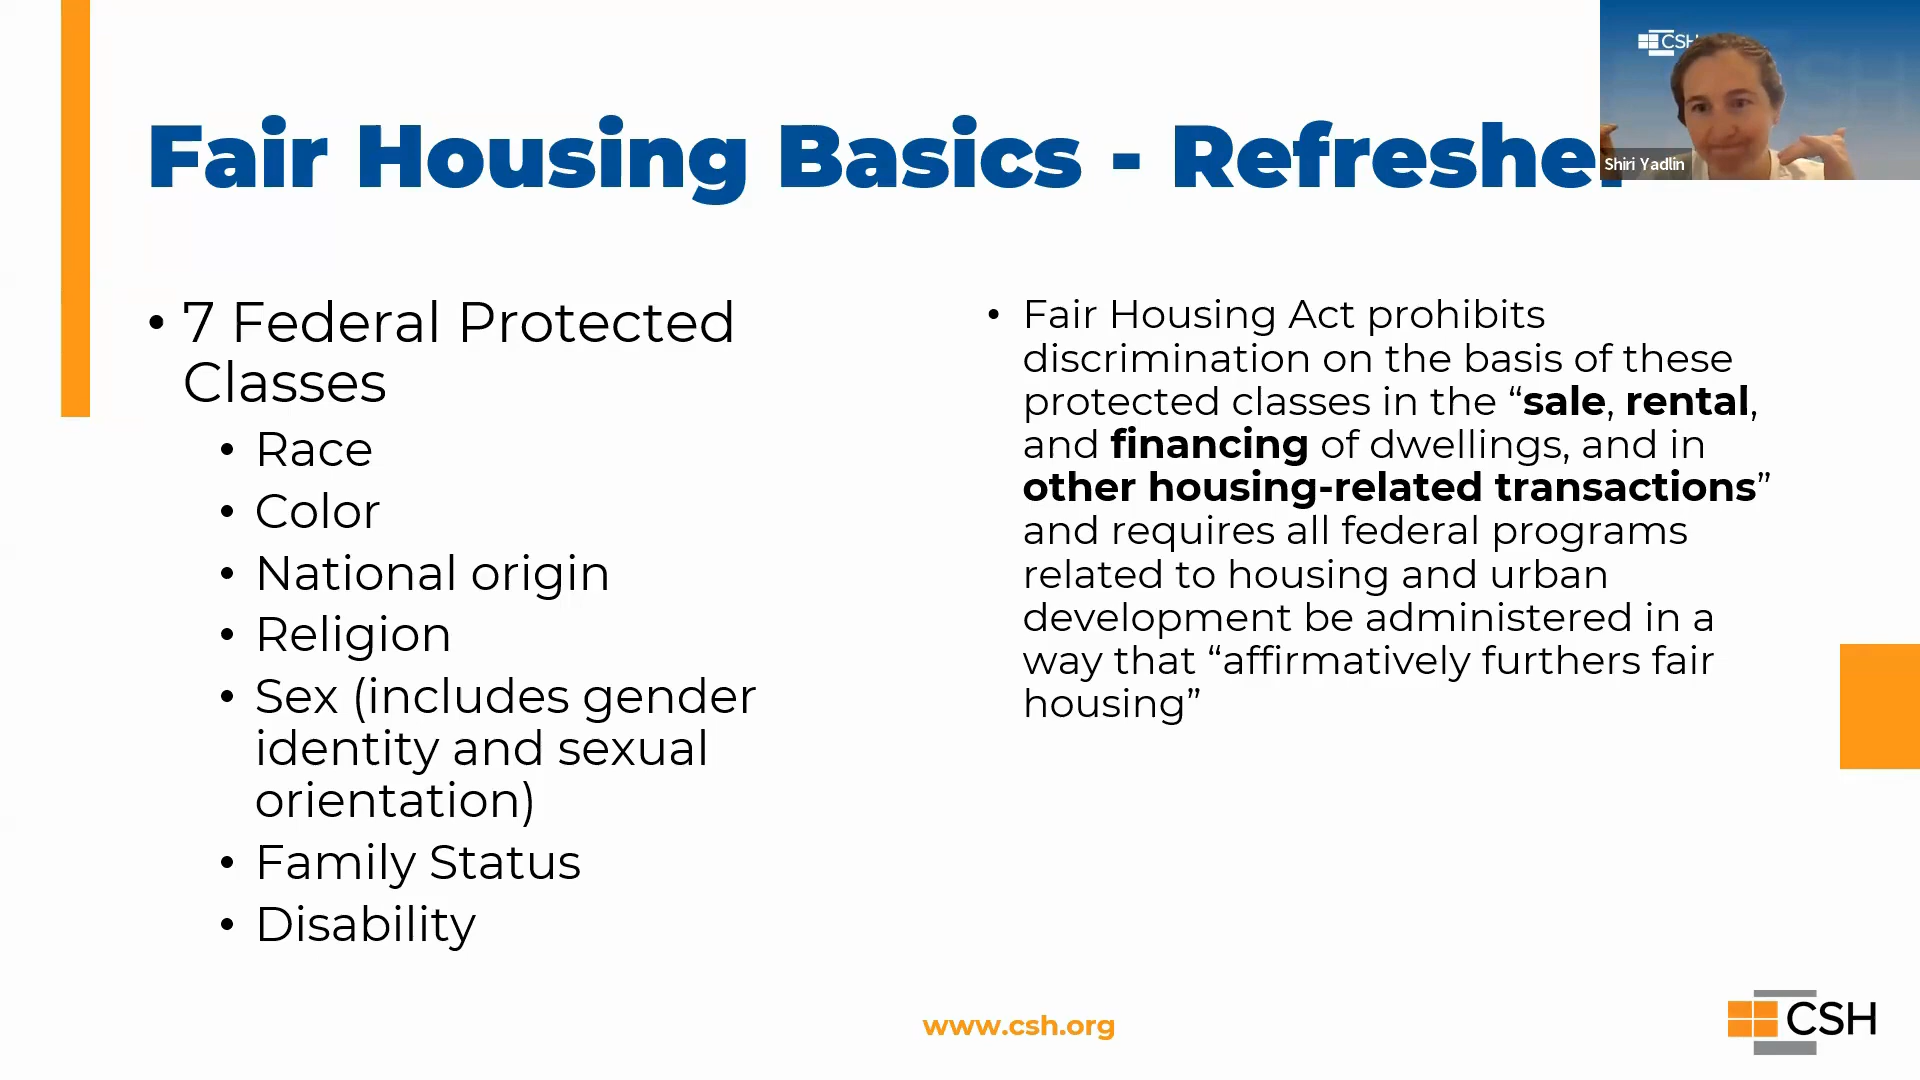 Fair Housing Basics - Refresher
• 7 Federal Protected
Classes
• Race
• Color
• National origin
• Religion
• Sex (includes gender
identity and sexual
orientation)
• Family Status
• Disability
• Fair Housing Act prohibits
discrimination on the basis of these
protected classes in the “sale, rental,
and financing of dwellings, and in
other housing-related transactions”
and requires all federal programs
related to housing and urban
development be administered in a
way that “affirmatively furthers fair
housing”
CSH
Shiri Yadlin
www.csh.org
CSH